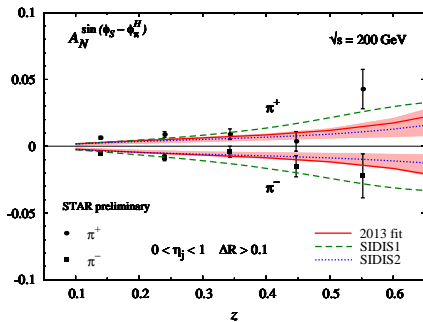 A_N^{sin(ϕ_S − ϕ_π^H)}
√s = 200 GeV
0.1
0.05
0
-0.05
-0.1
π⁺
π⁻
STAR preliminary
π⁺
π⁻
0 < η_j < 1 ΔR > 0.1
2013 fit
SIDIS1
SIDIS2
0.1 0.2 0.3 0.4 0.5 0.6
z